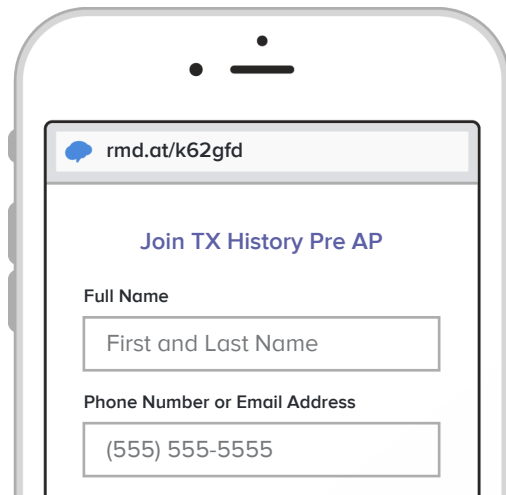 rmd.at/k62gfd
Join TX History Pre AP
Full Name
First and Last Name
Phone Number or Email Address
(555) 555-5555